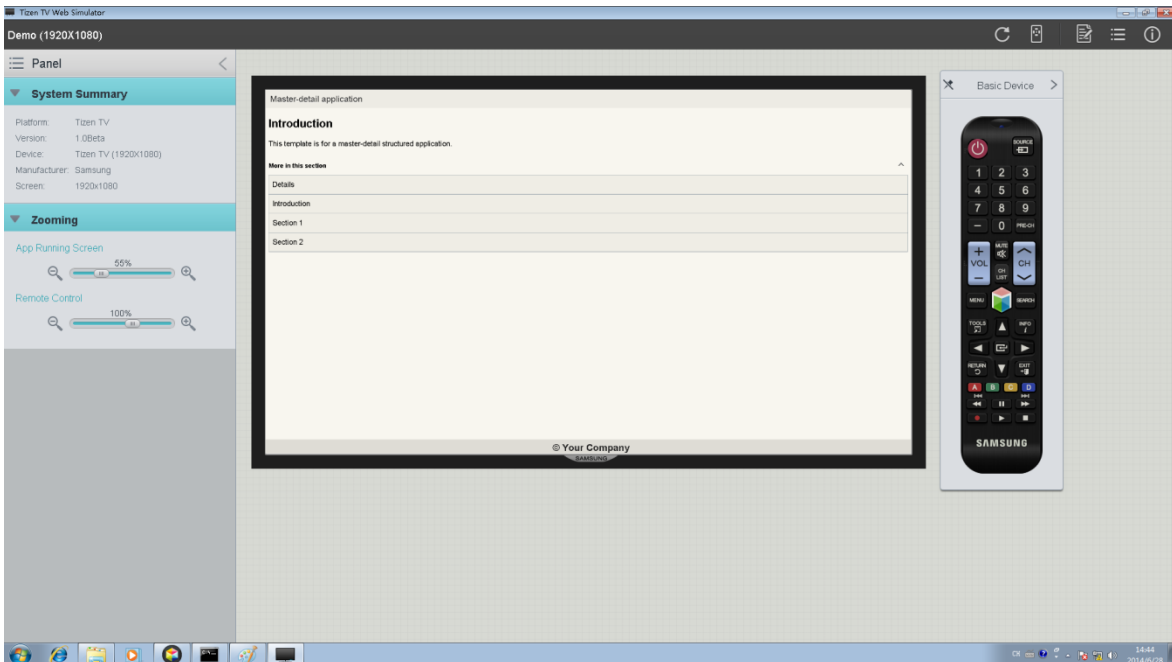 Tizen TV Web Simulator
Demo (1920X1080)
Panel
System Summary
Platform: Tizen TV
Version: 1.0Beta
Device: Tizen TV (1920X1080)
Manufacturer: Samsung
Screen: 1920x1080
Zooming
App Running Screen
55%
Remote Control
100%
Master-detail application
Introduction
This template is for a master-detail structured application.
More in this section
Details
Introduction
Section 1
Section 2
© Your Company
SAMSUNG
Basic Device
SOURCE
1 2 3
4 5 6
7 8 9
0 PRE-CH
MUTE
VOL CH
CH LIST
MENU SEARCH
TOOLS INFO
RETURN EXIT
A B C D
SAMSUNG
CH
14:44
2014/6/28